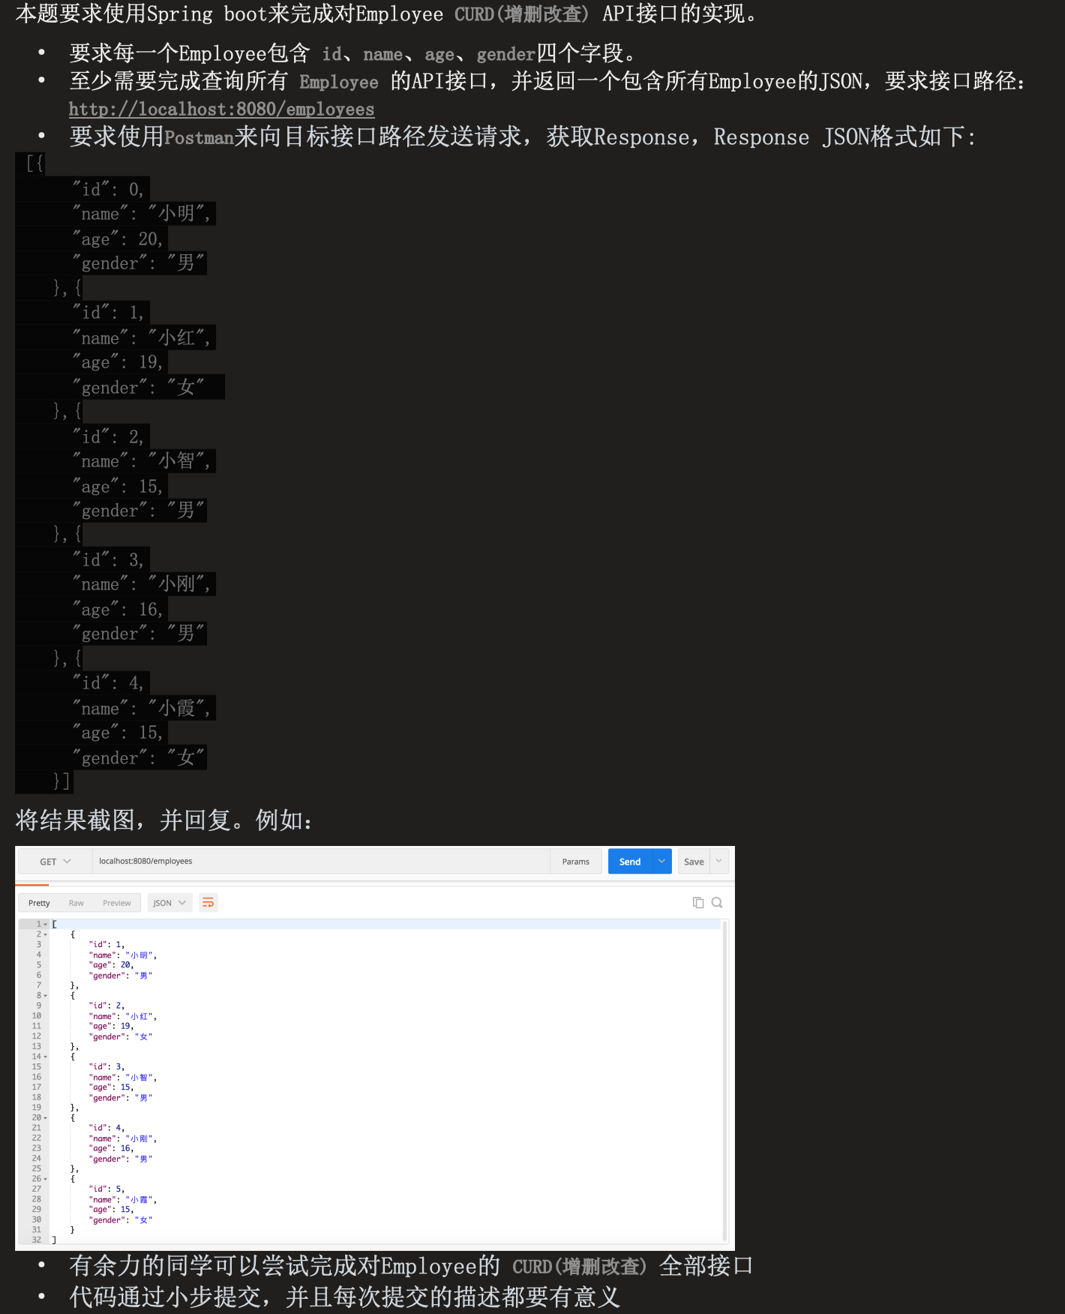 本题要求使用Spring boot来完成对Employee CURD(增删改查) API接口的实现。
• 要求每一个Employee包含 id、name、age、gender四个字段。
• 至少需要完成查询所有 Employee 的API接口，并返回一个包含所有Employee的JSON，要求接口路径：
http://localhost:8080/employees
• 要求使用Postman来向目标接口路径发送请求，获取Response，Response JSON格式如下：
[{
"id": 0,
"name": "小明",
"age": 20,
"gender": "男"
},{
"id": 1,
"name": "小红",
"age": 19,
"gender": "女"
},{
"id": 2,
"name": "小智",
"age": 15,
"gender": "男"
},{
"id": 3,
"name": "小刚",
"age": 16,
"gender": "男"
},{
"id": 4,
"name": "小霞",
"age": 15,
"gender": "女"
}]
将结果截图，并回复。例如：
GET localhost:8080/employees Params Send Save
Pretty Raw Preview JSON
1 [
2 {
3 "id": 1,
4 "name": "小明",
5 "age": 20,
6 "gender": "男"
7 },
8 {
9 "id": 2,
10 "name": "小红",
11 "age": 19,
12 "gender": "女"
13 },
14 {
15 "id": 3,
16 "name": "小智",
17 "age": 15,
18 "gender": "男"
19 },
20 {
21 "id": 4,
22 "name": "小刚",
23 "age": 16,
24 "gender": "男"
25 },
26 {
27 "id": 5,
28 "name": "小霞",
29 "age": 15,
30 "gender": "女"
31 }
32 ]
• 有余力的同学可以尝试完成对Employee的 CURD(增删改查) 全部接口
• 代码通过小步提交，并且每次提交的描述都要有意义